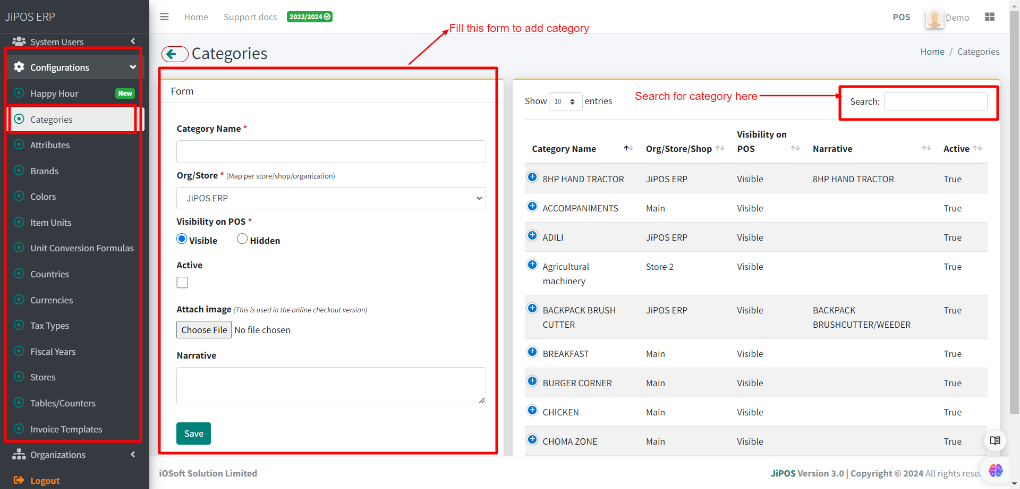 JiPOS ERP
Home Support docs 2023/2024
POS Demo
Fill this form to add category
System Users
Configurations
Happy Hour New
Categories
Attributes
Brands
Colors
Item Units
Unit Conversion Formulas
Countries
Currencies
Tax Types
Fiscal Years
Stores
Tables/Counters
Invoice Templates
Organizations
Logout
Categories
Home / Categories
Form
Category Name *
Org/Store * (Map per store/shop/organization)
JiPOS ERP
Visibility on POS *
Visible Hidden
Active
Attach image (This is used in the online checkout version)
Choose File No file chosen
Narrative
Save
Show 10 entries
Search for category here
Search:
Category Name Org/Store/Shop Visibility on POS Narrative Active
8HP HAND TRACTOR JiPOS ERP Visible 8HP HAND TRACTOR True
ACCOMPANIMENTS Main Visible True
ADILI JiPOS ERP Visible True
Agricultural machinery Store 2 Visible True
BACKPACK BRUSH CUTTER JiPOS ERP Visible BACKPACK BRUSHCUTTER/WEEDER True
BREAKFAST Main Visible True
BURGER CORNER Main Visible True
CHICKEN Main Visible True
CHOMA ZONE Main Visible True
iOSoft Solution Limited
JiPOS Version 3.0 | Copyright © 2024 All rights